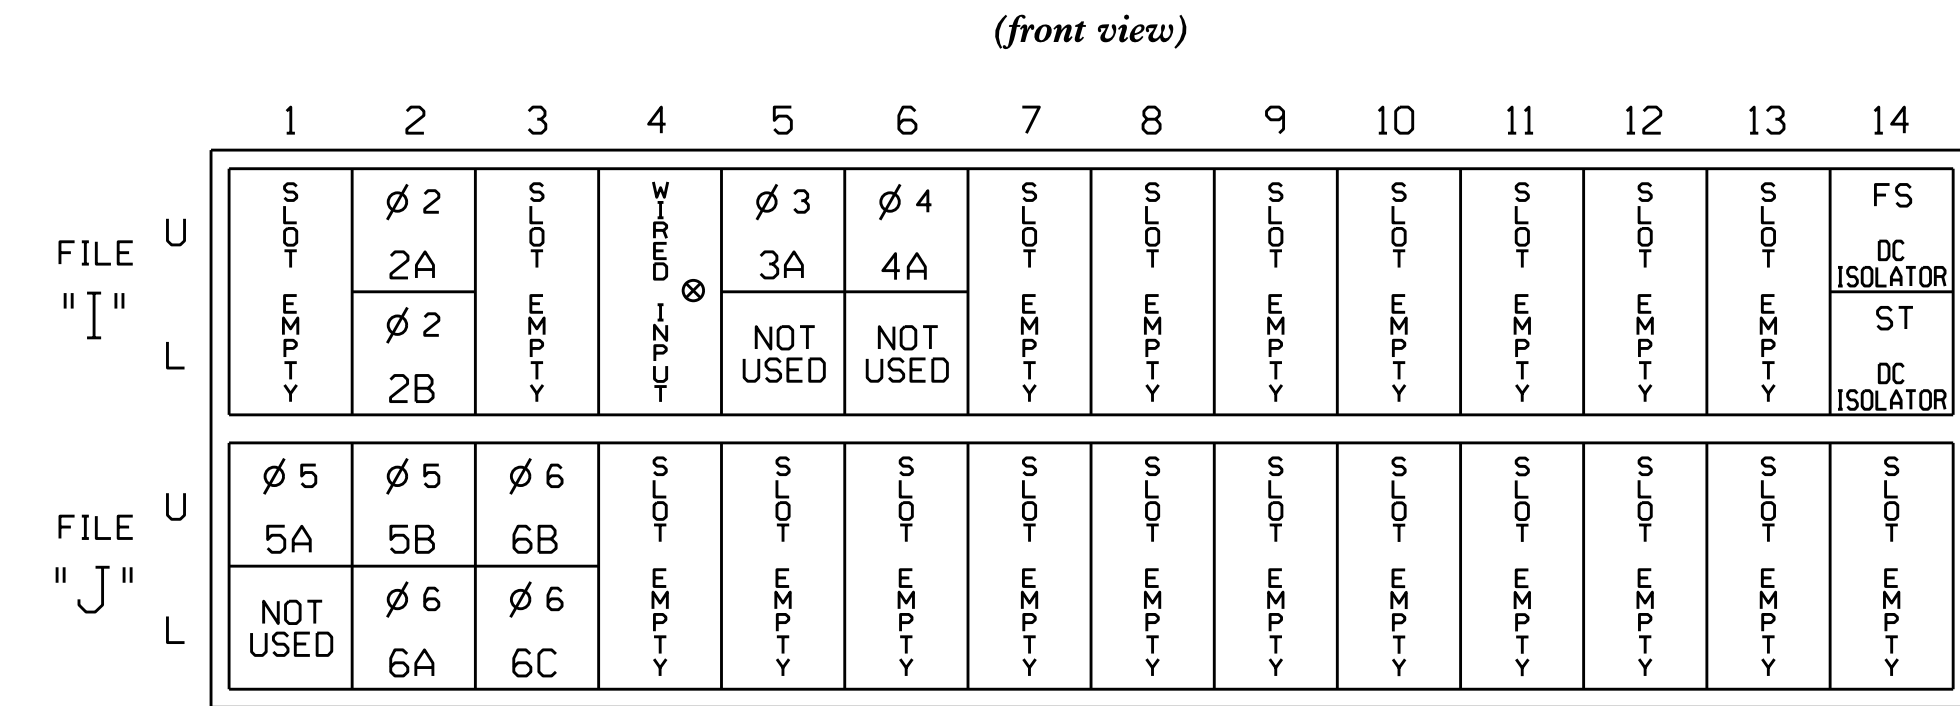 (front view)
1 2 3 4 5 6 7 8 9 10 11 12 13 14
FILE "I"
U
L
SLOT EMPTY
Ø 2
2A
Ø 2
2B
SLOT EMPTY
WIRED INPUT
Ø 3
3A
NOT USED
Ø 4
4A
NOT USED
SLOT EMPTY
SLOT EMPTY
SLOT EMPTY
SLOT EMPTY
SLOT EMPTY
SLOT EMPTY
SLOT EMPTY
FS
DC
ISOLATOR
ST
DC
ISOLATOR
FILE "J"
U
L
Ø 5
5A
NOT USED
Ø 5
5B
Ø 6
6A
Ø 6
6B
Ø 6
6C
SLOT EMPTY
SLOT EMPTY
SLOT EMPTY
SLOT EMPTY
SLOT EMPTY
SLOT EMPTY
SLOT EMPTY
SLOT EMPTY
SLOT EMPTY
SLOT EMPTY
SLOT EMPTY